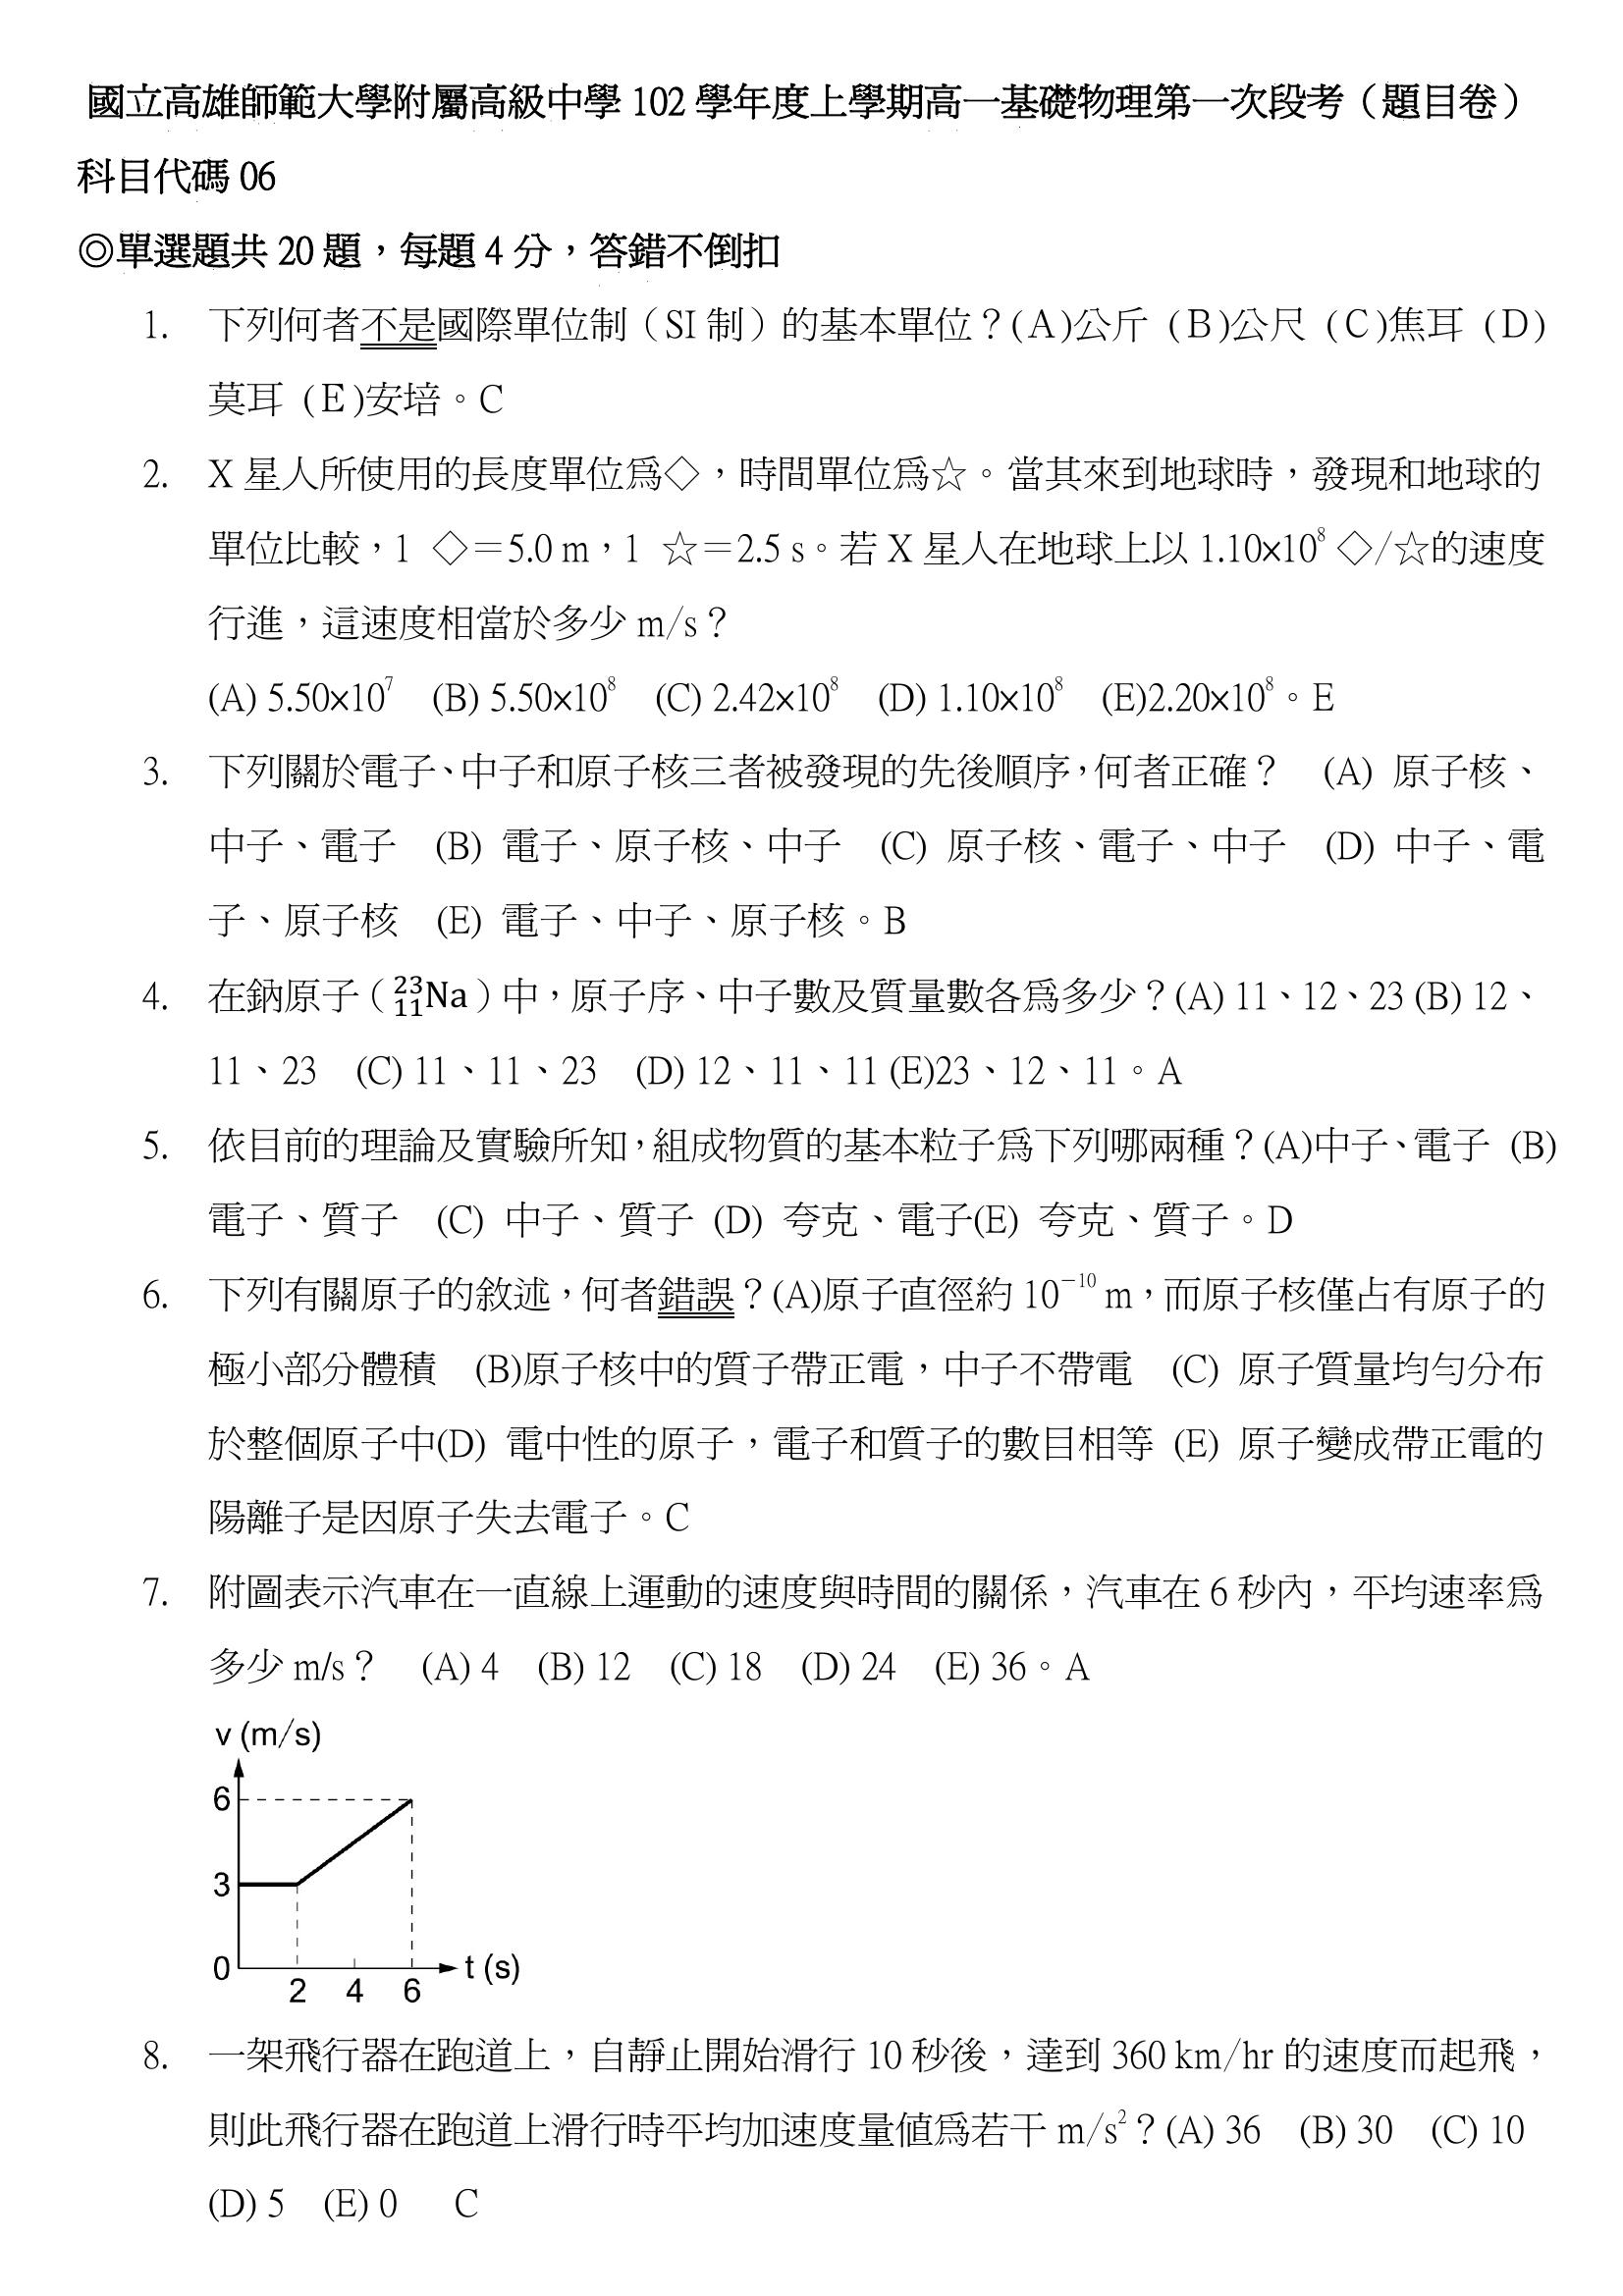 國立高雄師範大學附屬高級中學 102 學年度上學期高一基礎物理第一次段考（題目卷）
科目代碼 06
◎單選題共 20 題，每題 4 分，答錯不倒扣
1. 下列何者不是國際單位制（SI 制）的基本單位？(A)公斤 (B)公尺 (C)焦耳 (D)
莫耳 (E)安培。C
2. X 星人所使用的長度單位為◇，時間單位為☆。當其來到地球時，發現和地球的
單位比較，1 ◇＝5.0 m，1 ☆＝2.5 s。若 X 星人在地球上以 1.10×10⁸ ◇/☆的速度
行進，這速度相當於多少 m/s？
(A) 5.50×10⁷ (B) 5.50×10⁸ (C) 2.42×10⁸ (D) 1.10×10⁸ (E)2.20×10⁸。E
3. 下列關於電子、中子和原子核三者被發現的先後順序，何者正確？ (A) 原子核、
中子、電子 (B) 電子、原子核、中子 (C) 原子核、電子、中子 (D) 中子、電
子、原子核 (E) 電子、中子、原子核。B
4. 在鈉原子（²³₁₁Na）中，原子序、中子數及質量數各為多少？(A) 11、12、23 (B) 12、
11、23 (C) 11、11、23 (D) 12、11、11 (E)23、12、11。A
5. 依目前的理論及實驗所知，組成物質的基本粒子為下列哪兩種？(A)中子、電子 (B)
電子、質子 (C) 中子、質子 (D) 夸克、電子(E) 夸克、質子。D
6. 下列有關原子的敘述，何者錯誤？(A)原子直徑約 10⁻¹⁰ m，而原子核僅占有原子的
極小部分體積 (B)原子核中的質子帶正電，中子不帶電 (C) 原子質量均勻分布
於整個原子中(D) 電中性的原子，電子和質子的數目相等 (E) 原子變成帶正電的
陽離子是因原子失去電子。C
7. 附圖表示汽車在一直線上運動的速度與時間的關係，汽車在 6 秒內，平均速率為
多少 m/s？ (A) 4 (B) 12 (C) 18 (D) 24 (E) 36。A
v (m/s)
6
3
0
t (s)
2 4 6
8. 一架飛行器在跑道上，自靜止開始滑行 10 秒後，達到 360 km/hr 的速度而起飛，
則此飛行器在跑道上滑行時平均加速度量值為若干 m/s²？(A) 36 (B) 30 (C) 10
(D) 5 (E) 0 C